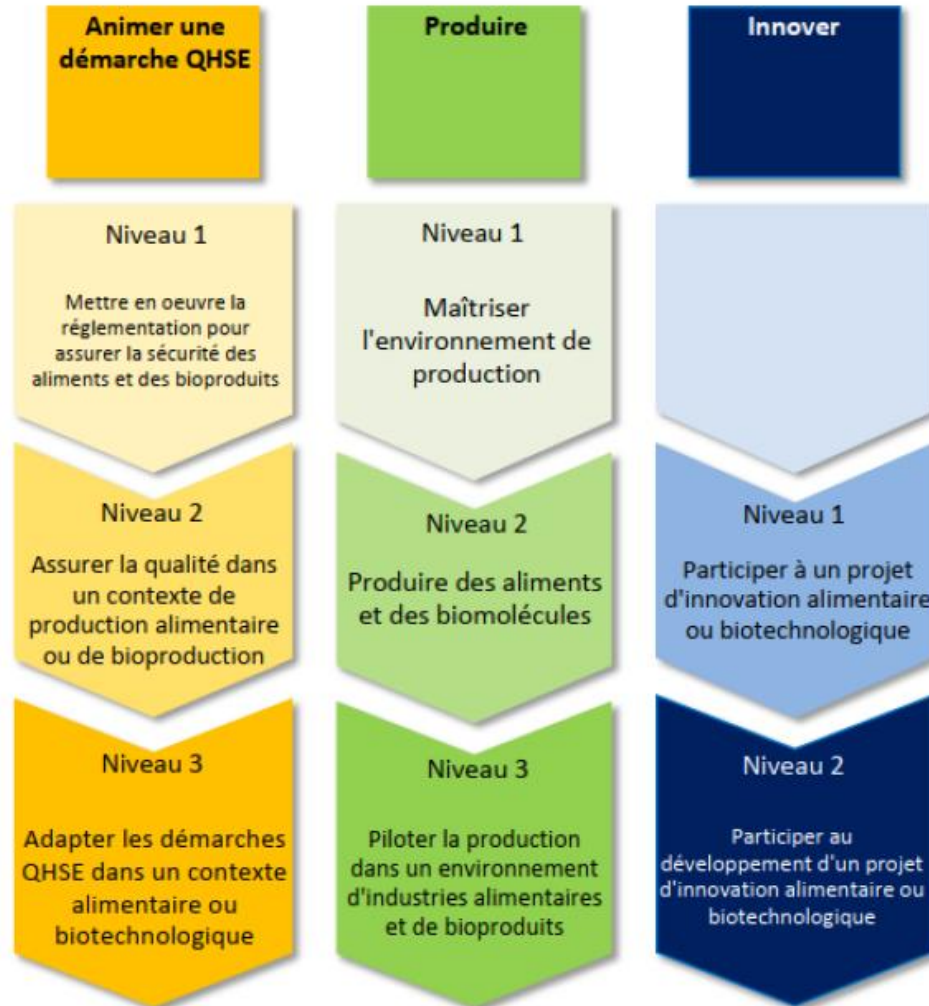 Animer une
démarche QHSE
Produire
Innover
Niveau 1
Mettre en oeuvre la
réglementation pour
assurer la sécurité des
aliments et des bioproduits
Niveau 1
Maîtriser
l'environnement de
production
Niveau 2
Assurer la qualité dans
un contexte de
production alimentaire
ou de bioproduction
Niveau 2
Produire des aliments
et des biomolécules
Niveau 1
Participer à un projet
d'innovation alimentaire
ou biotechnologique
Niveau 3
Adapter les démarches
QHSE dans un contexte
alimentaire ou
biotechnologique
Niveau 3
Piloter la production
dans un environnement
d'industries alimentaires
et de bioproduits
Niveau 2
Participer au
développement d'un projet
d'innovation alimentaire ou
biotechnologique